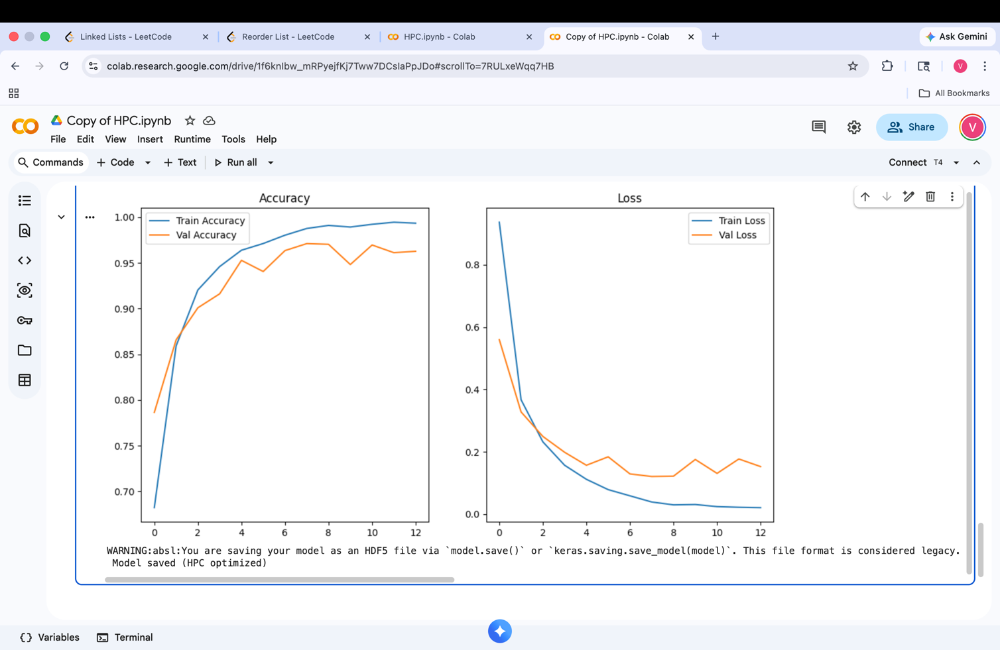 Linked Lists - LeetCode
Reorder List - LeetCode
HPC.ipynb - Colab
Copy of HPC.ipynb - Colab
Ask Gemini
colab.research.google.com/drive/1f6knIbw_mRPyejfKj7Tww7DCslaPpJDo#scrollTo=7RULxeWqq7HB
V
All Bookmarks
Copy of HPC.ipynb
File Edit View Insert Runtime Tools Help
Share
V
Commands + Code + Text Run all
Connect T4
Accuracy
Train Accuracy
Val Accuracy
1.00
0.95
0.90
0.85
0.80
0.75
0.70
0 2 4 6 8 10 12
Loss
Train Loss
Val Loss
0.8
0.6
0.4
0.2
0.0
0 2 4 6 8 10 12
WARNING:absl:You are saving your model as an HDF5 file via `model.save()` or `keras.saving.save_model(model)`. This file format is considered legacy.
Model saved (HPC optimized)
Variables
Terminal